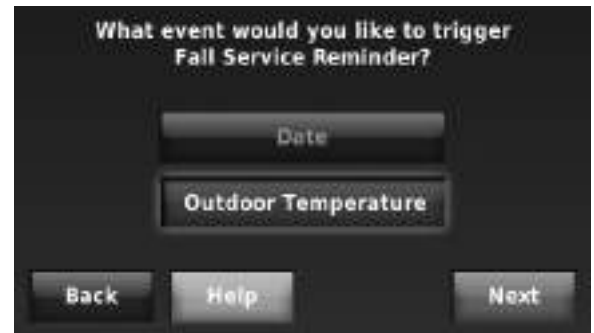 What event would you like to trigger
Fall Service Reminder?
Date
Outdoor Temperature
Back Help Next